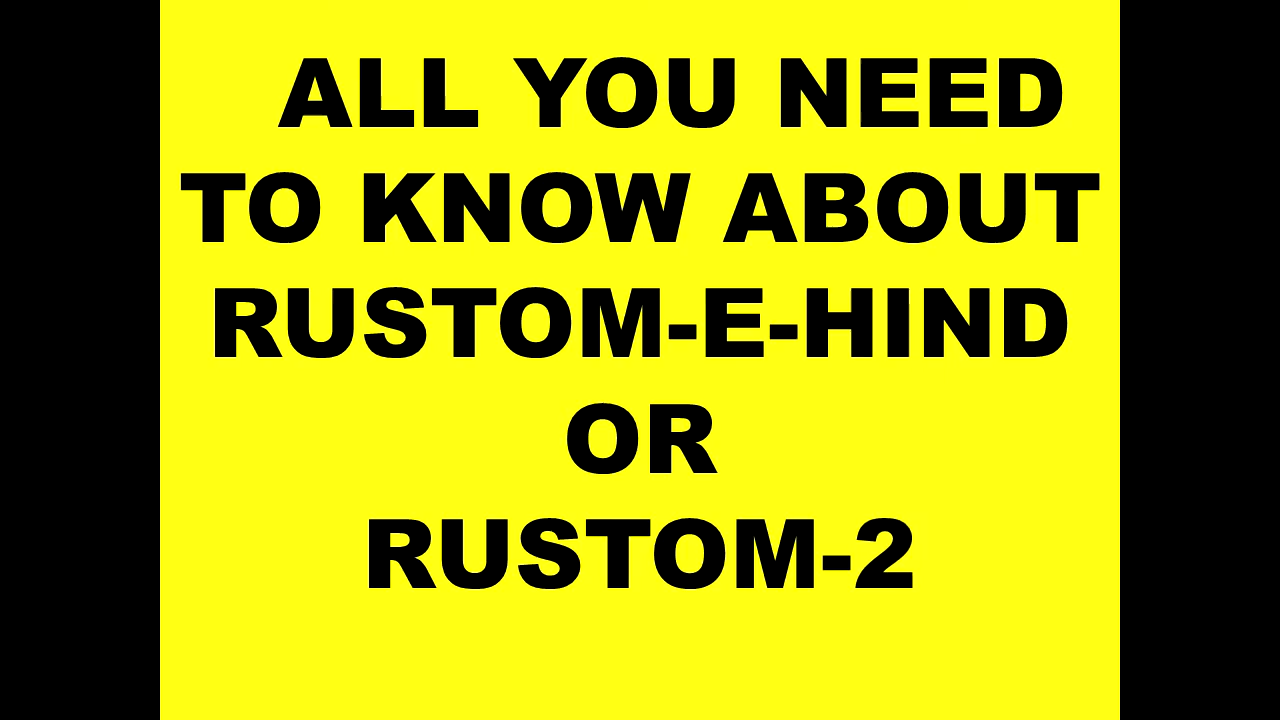 ALL YOU NEED
TO KNOW ABOUT
RUSTOM-E-HIND
OR
RUSTOM-2